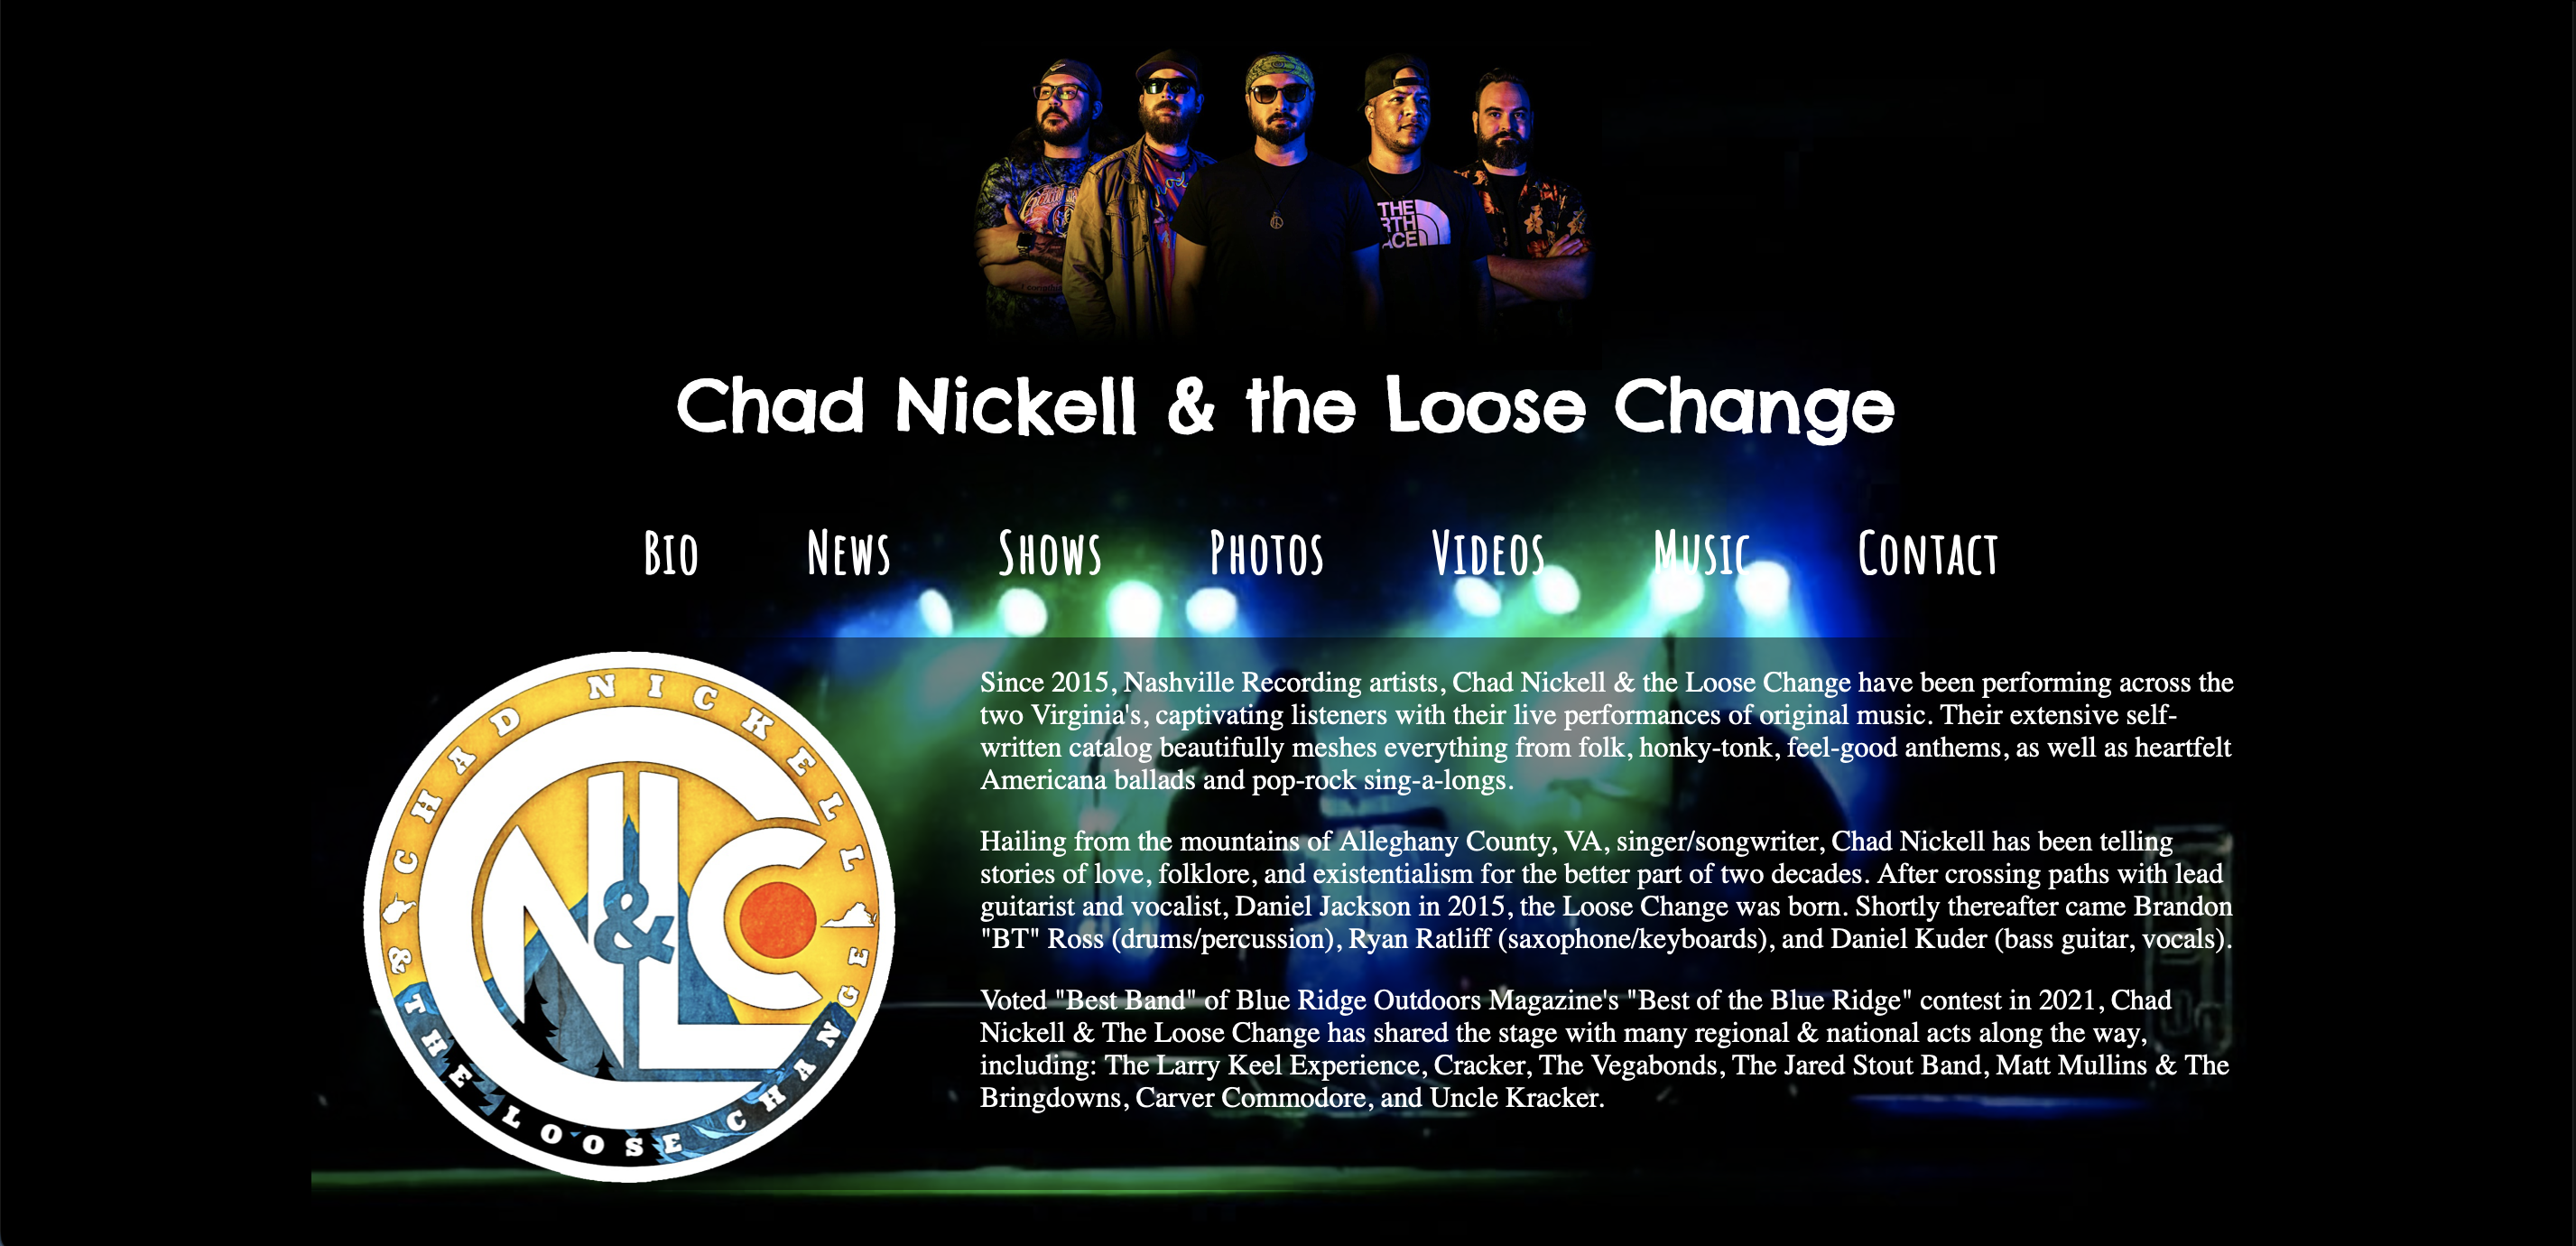 THE
RTH
ACE
Chad Nickell & the Loose Change
Bio News Shows Photos Videos Music Contact
CHAD NICKELL
& THE LOOSE CHANGE
CN&LC
Since 2015, Nashville Recording artists, Chad Nickell & the Loose Change have been performing across the
two Virginia's, captivating listeners with their live performances of original music. Their extensive self-
written catalog beautifully meshes everything from folk, honky-tonk, feel-good anthems, as well as heartfelt
Americana ballads and pop-rock sing-a-longs.
Hailing from the mountains of Alleghany County, VA, singer/songwriter, Chad Nickell has been telling
stories of love, folklore, and existentialism for the better part of two decades. After crossing paths with lead
guitarist and vocalist, Daniel Jackson in 2015, the Loose Change was born. Shortly thereafter came Brandon
"BT" Ross (drums/percussion), Ryan Ratliff (saxophone/keyboards), and Daniel Kuder (bass guitar, vocals).
Voted "Best Band" of Blue Ridge Outdoors Magazine's "Best of the Blue Ridge" contest in 2021, Chad
Nickell & The Loose Change has shared the stage with many regional & national acts along the way,
including: The Larry Keel Experience, Cracker, The Vegabonds, The Jared Stout Band, Matt Mullins & The
Bringdowns, Carver Commodore, and Uncle Kracker.